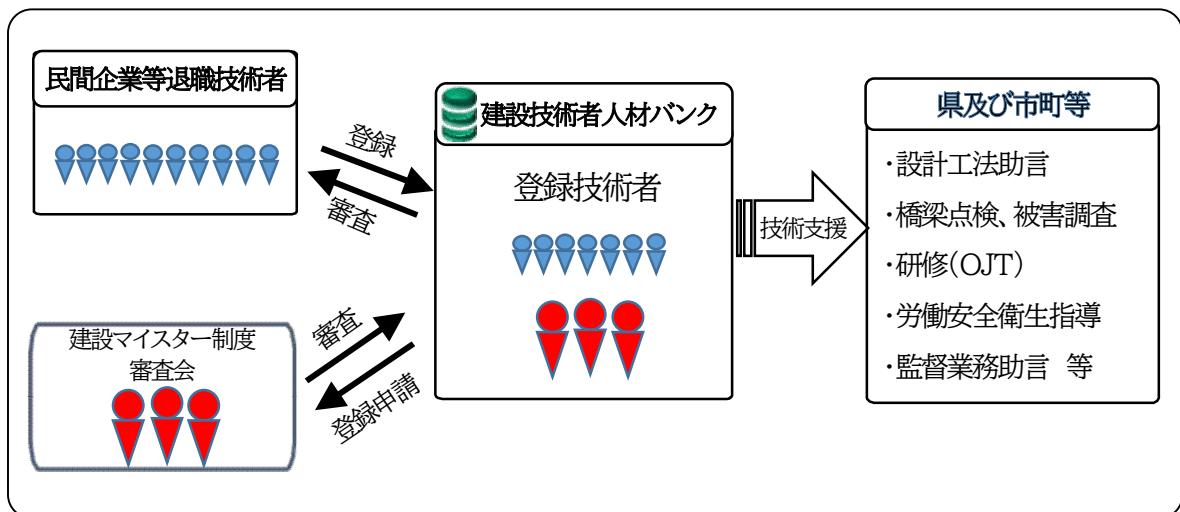 民間企業等退職技術者
登録
審査
建設マイスター制度
審査会
審査
登録申請
建設技術者人材バンク
登録技術者
技術支援
県及び市町等
・設計工法助言
・橋梁点検、被害調査
・研修(OJT)
・労働安全衛生指導
・監督業務助言 等